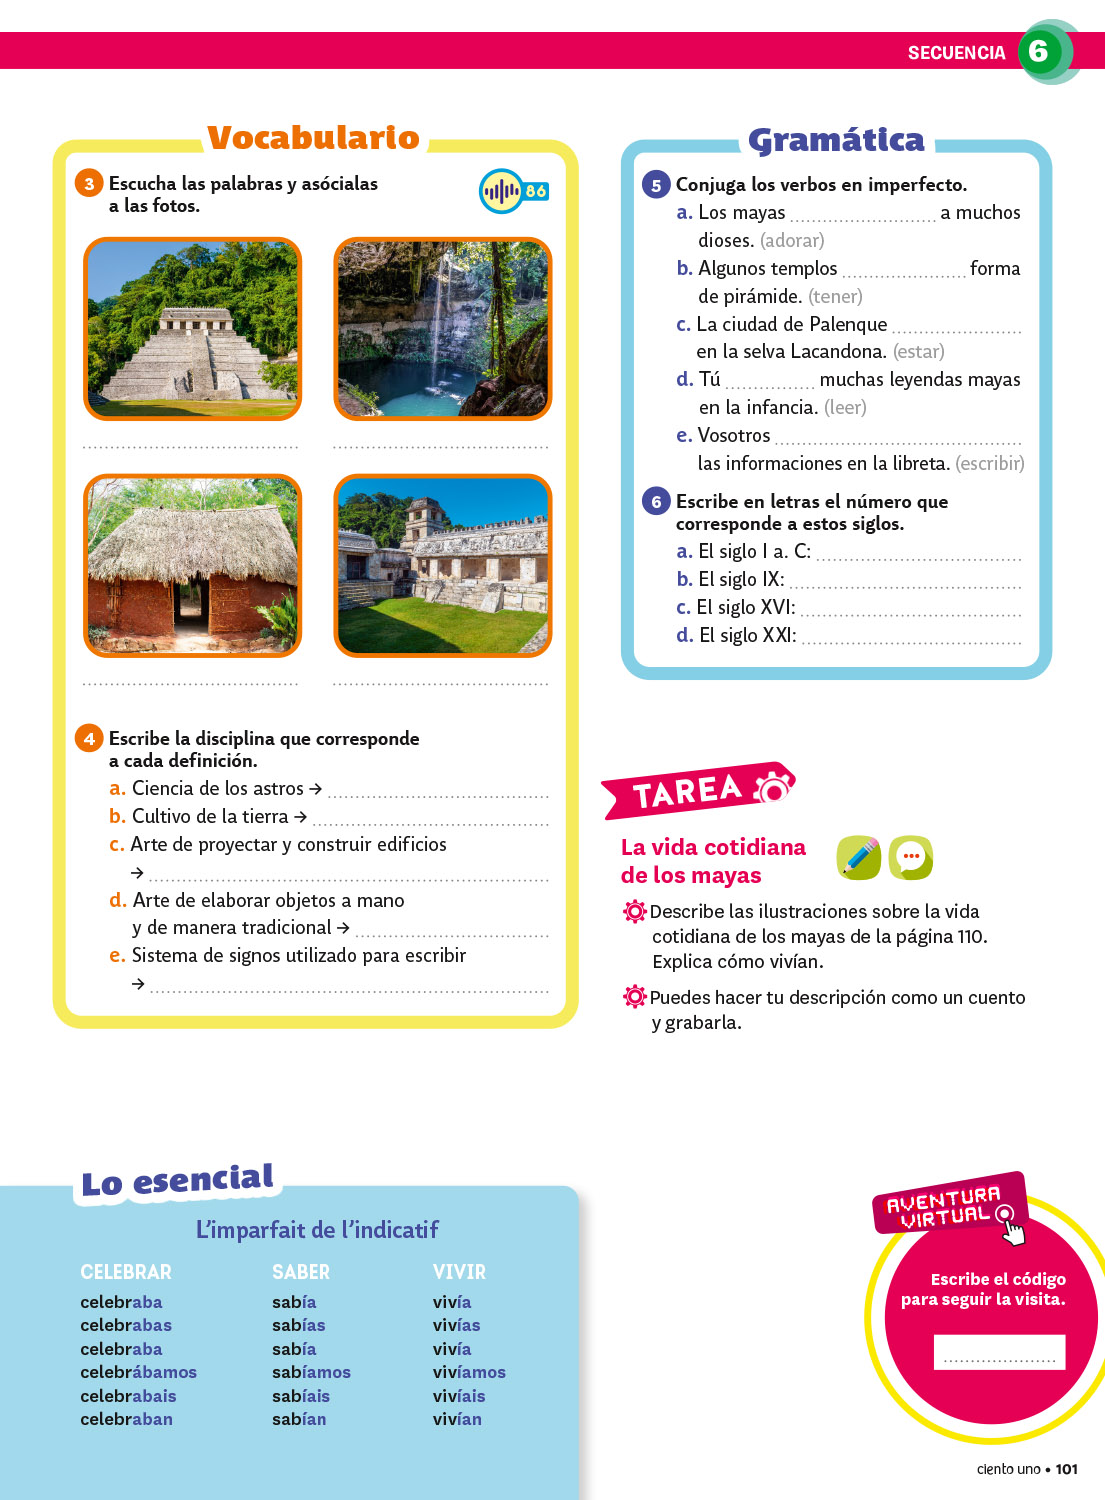 SECUENCIA 6
Vocabulario
3 Escucha las palabras y asócialas
a las fotos.
86
4 Escribe la disciplina que corresponde
a cada definición.
a. Ciencia de los astros →
b. Cultivo de la tierra →
c. Arte de proyectar y construir edificios
→
d. Arte de elaborar objetos a mano
y de manera tradicional →
e. Sistema de signos utilizado para escribir
→
Gramática
5 Conjuga los verbos en imperfecto.
a. Los mayas ........................ a muchos
dioses. (adorar)
b. Algunos templos ........................ forma
de pirámide. (tener)
c. La ciudad de Palenque ........................
en la selva Lacandona. (estar)
d. Tú ................ muchas leyendas mayas
en la infancia. (leer)
e. Vosotros ........................
las informaciones en la libreta. (escribir)
6 Escribe en letras el número que
corresponde a estos siglos.
a. El siglo I a. C:
b. El siglo IX:
c. El siglo XVI:
d. El siglo XXI:
TAREA
La vida cotidiana
de los mayas
Describe las ilustraciones sobre la vida
cotidiana de los mayas de la página 110.
Explica cómo vivían.
Puedes hacer tu descripción como un cuento
y grabarla.
Lo esencial
L'imparfait de l'indicatif
CELEBRAR SABER VIVIR
celebraba sabía vivía
celebrabas sabías vivías
celebraba sabía vivía
celebrábamos sabíamos vivíamos
celebrabais sabíais vivíais
celebraban sabían vivían
AVENTURA
VIRTUAL
Escribe el código
para seguir la visita.
ciento uno • 101